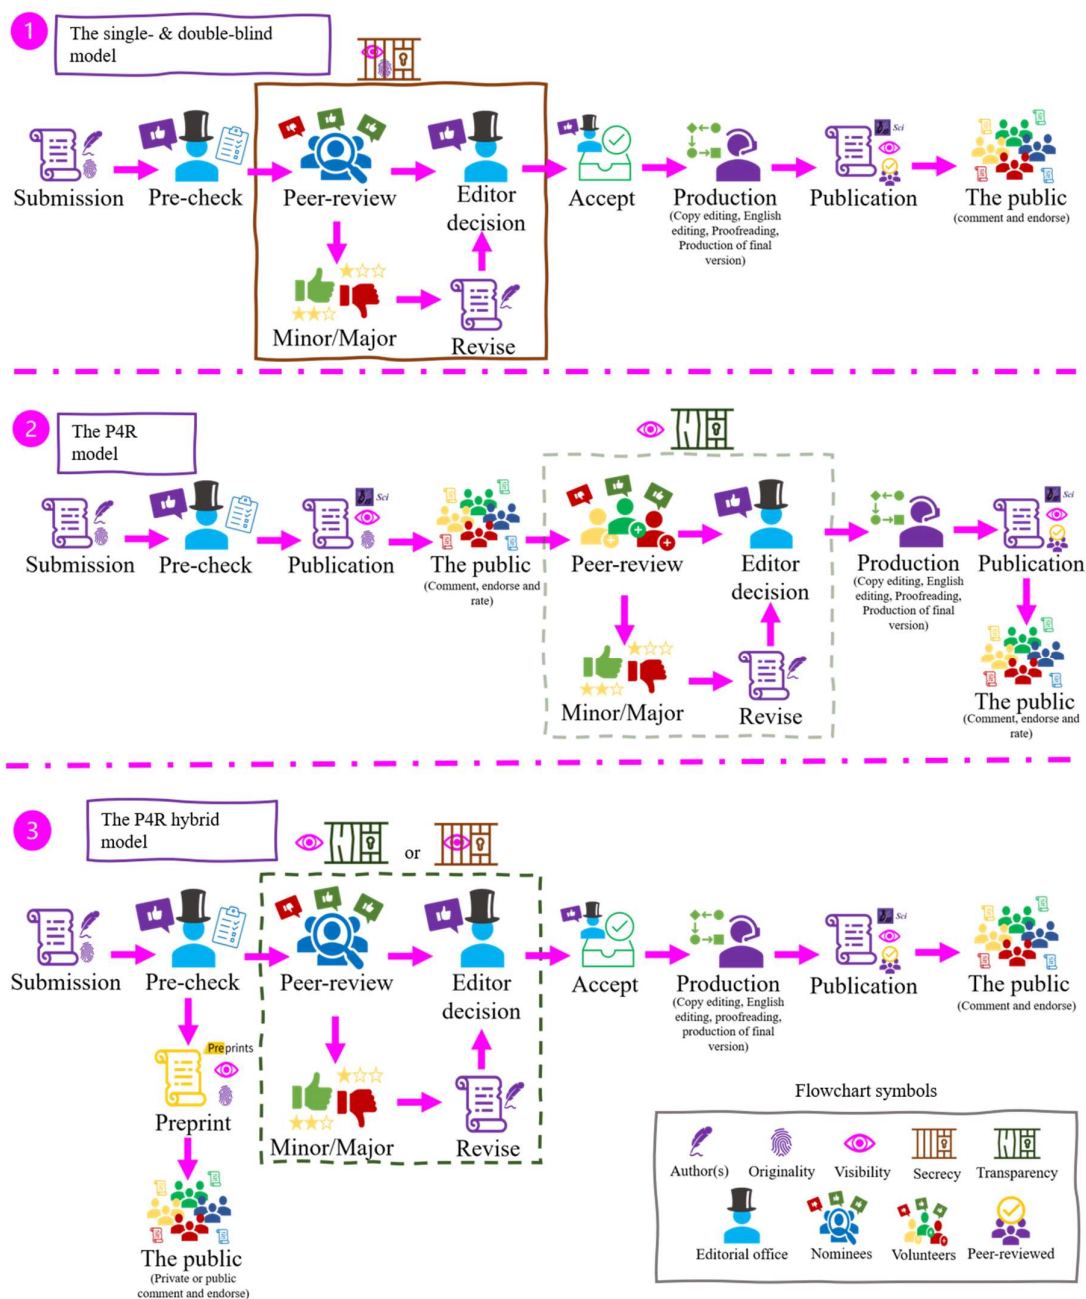 1
The single- & double-blind
model
Sci
Submission
Pre-check
Peer-review
Editor
decision
Accept
Production
(Copy editing, English
editing, Proofreading,
Production of final
version)
Publication
The public
(comment and endorse)
Minor/Major
Revise
2
The P4R
model
Sci
Sci
Submission
Pre-check
Publication
The public
(Comment, endorse and
rate)
Peer-review
Editor
decision
Production
(Copy editing, English
editing, Proofreading,
Production of final
version)
Publication
Minor/Major
Revise
The public
(Comment, endorse and
rate)
3
The P4R hybrid
model
or
Sci
Submission
Pre-check
Peer-review
Editor
decision
Accept
Production
(Copy editing, English
editing, proofreading,
production of final
version)
Publication
The public
(Comment and endorse)
Preprints
Preprint
Minor/Major
Revise
The public
(Private or public
comment and endorse)
Flowchart symbols
Author(s)
Originality
Visibility
Secrecy
Transparency
Editorial office
Nominees
Volunteers
Peer-reviewed